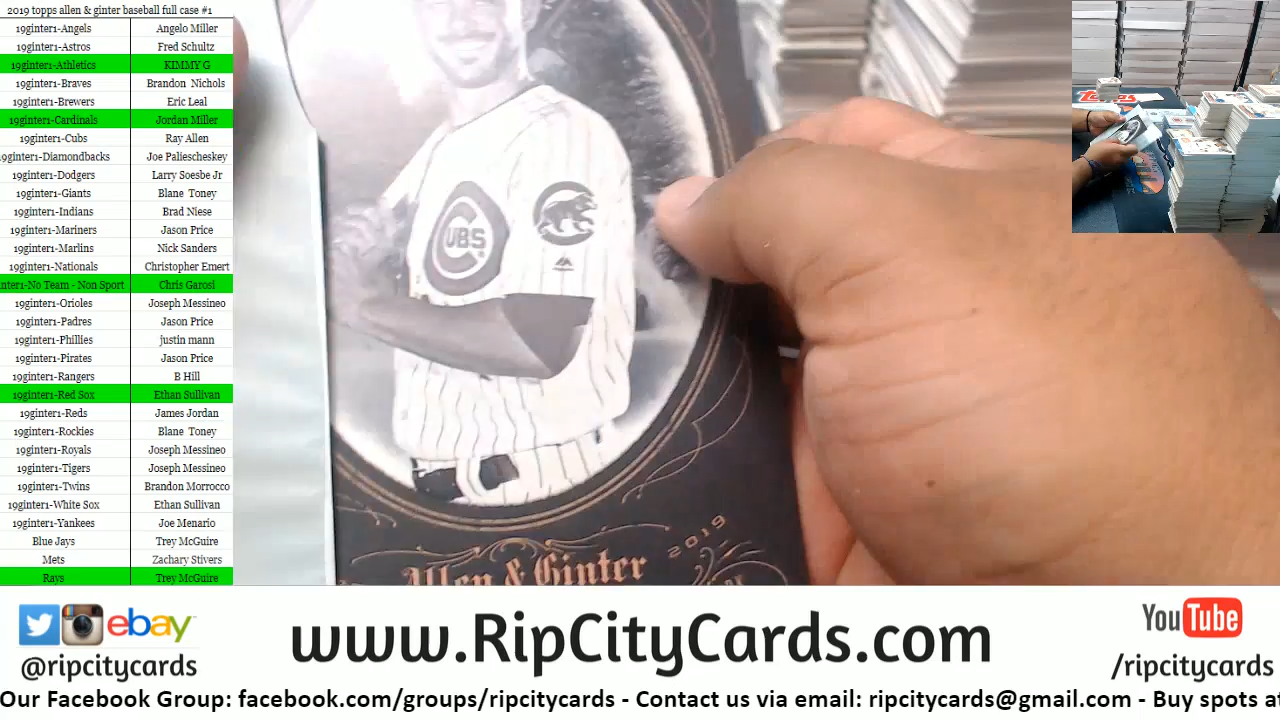 2019 topps allen & ginter baseball full case #1
19ginter1-Angels Angelo Miller
19ginter1-Astros Fred Schultz
19ginter1-Athletics KIMMY G
19ginter1-Braves Brandon Nichols
19ginter1-Brewers Eric Leal
19ginter1-Cardinals Jordan Miller
19ginter1-Cubs Ray Allen
9ginter1-Diamondbacks Joe Paliescheskey
19ginter1-Dodgers Larry Soesbe Jr
19ginter1-Giants Blane Toney
19ginter1-Indians Brad Niese
19ginter1-Mariners Jason Price
19ginter1-Marlins Nick Sanders
19ginter1-Nationals Christopher Emert
nter1-No Team - Non Sport Chris Garosi
19ginter1-Orioles Joseph Messineo
19ginter1-Padres Jason Price
19ginter1-Phillies justin mann
19ginter1-Pirates Jason Price
19ginter1-Rangers B Hill
19ginter1-Red Sox Ethan Sullivan
19ginter1-Reds James Jordan
19ginter1-Rockies Blane Toney
19ginter1-Royals Joseph Messineo
19ginter1-Tigers Joseph Messineo
19ginter1-Twins Brandon Morrocco
19ginter1-White Sox Ethan Sullivan
19ginter1-Yankees Joe Menario
Blue Jays Trey McGuire
Mets Zachary Stivers
Rays Trey McGuire
CUBS
Allen & Ginter
2019
ebay
@ripcitycards
www.RipCityCards.com
YouTube
/ripcitycards
Our Facebook Group: facebook.com/groups/ripcitycards - Contact us via email: ripcitycards@gmail.com - Buy spots a